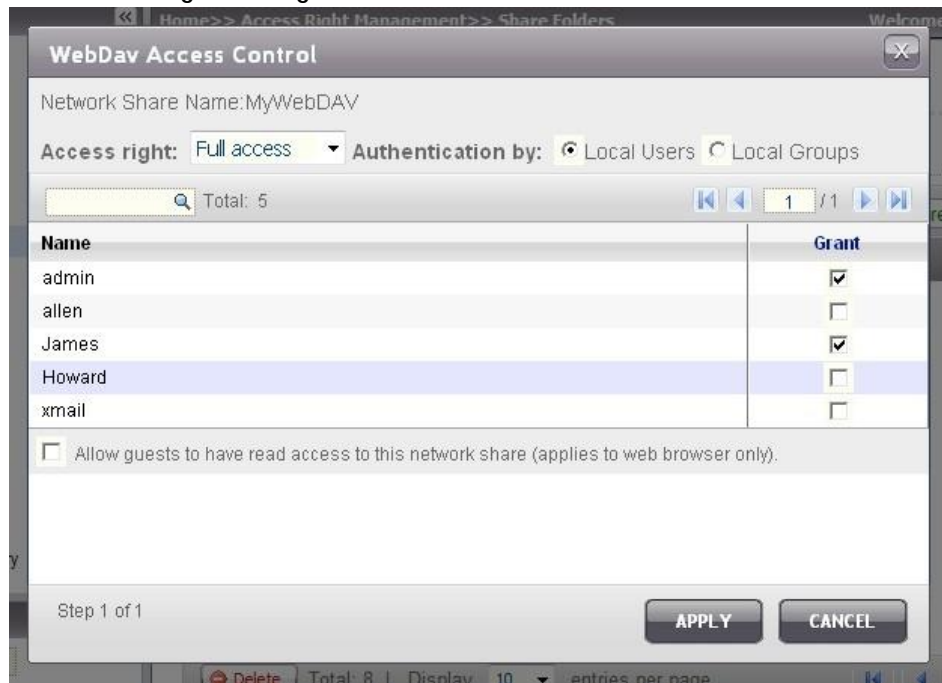 Home>> Access Right Management>> Share Folders Welcome
WebDav Access Control
Network Share Name:MyWebDAV
Access right: Full access Authentication by: Local Users Local Groups
Total: 5 1 /1
Name Grant
admin
allen
James
Howard
xmail
Allow guests to have read access to this network share (applies to web browser only).
Step 1 of 1 APPLY CANCEL
Delete Total: 8 | Display 10 entries per page